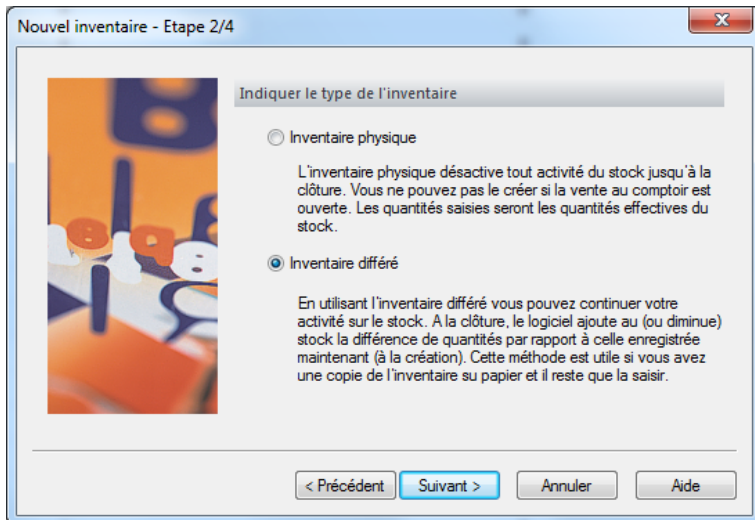 Nouvel inventaire - Etape 2/4
Indiquer le type de l'inventaire
Inventaire physique
L'inventaire physique désactive tout activité du stock jusqu'à la
clôture. Vous ne pouvez pas le créer si la vente au comptoir est
ouverte. Les quantités saisies seront les quantités effectives du
stock.
Inventaire différé
En utilisant l'inventaire différé vous pouvez continuer votre
activité sur le stock. A la clôture, le logiciel ajoute au (ou diminue)
stock la différence de quantités par rapport à celle enregistrée
maintenant (à la création). Cette méthode est utile si vous avez
une copie de l'inventaire su papier et il reste que la saisir.
< Précédent
Suivant >
Annuler
Aide